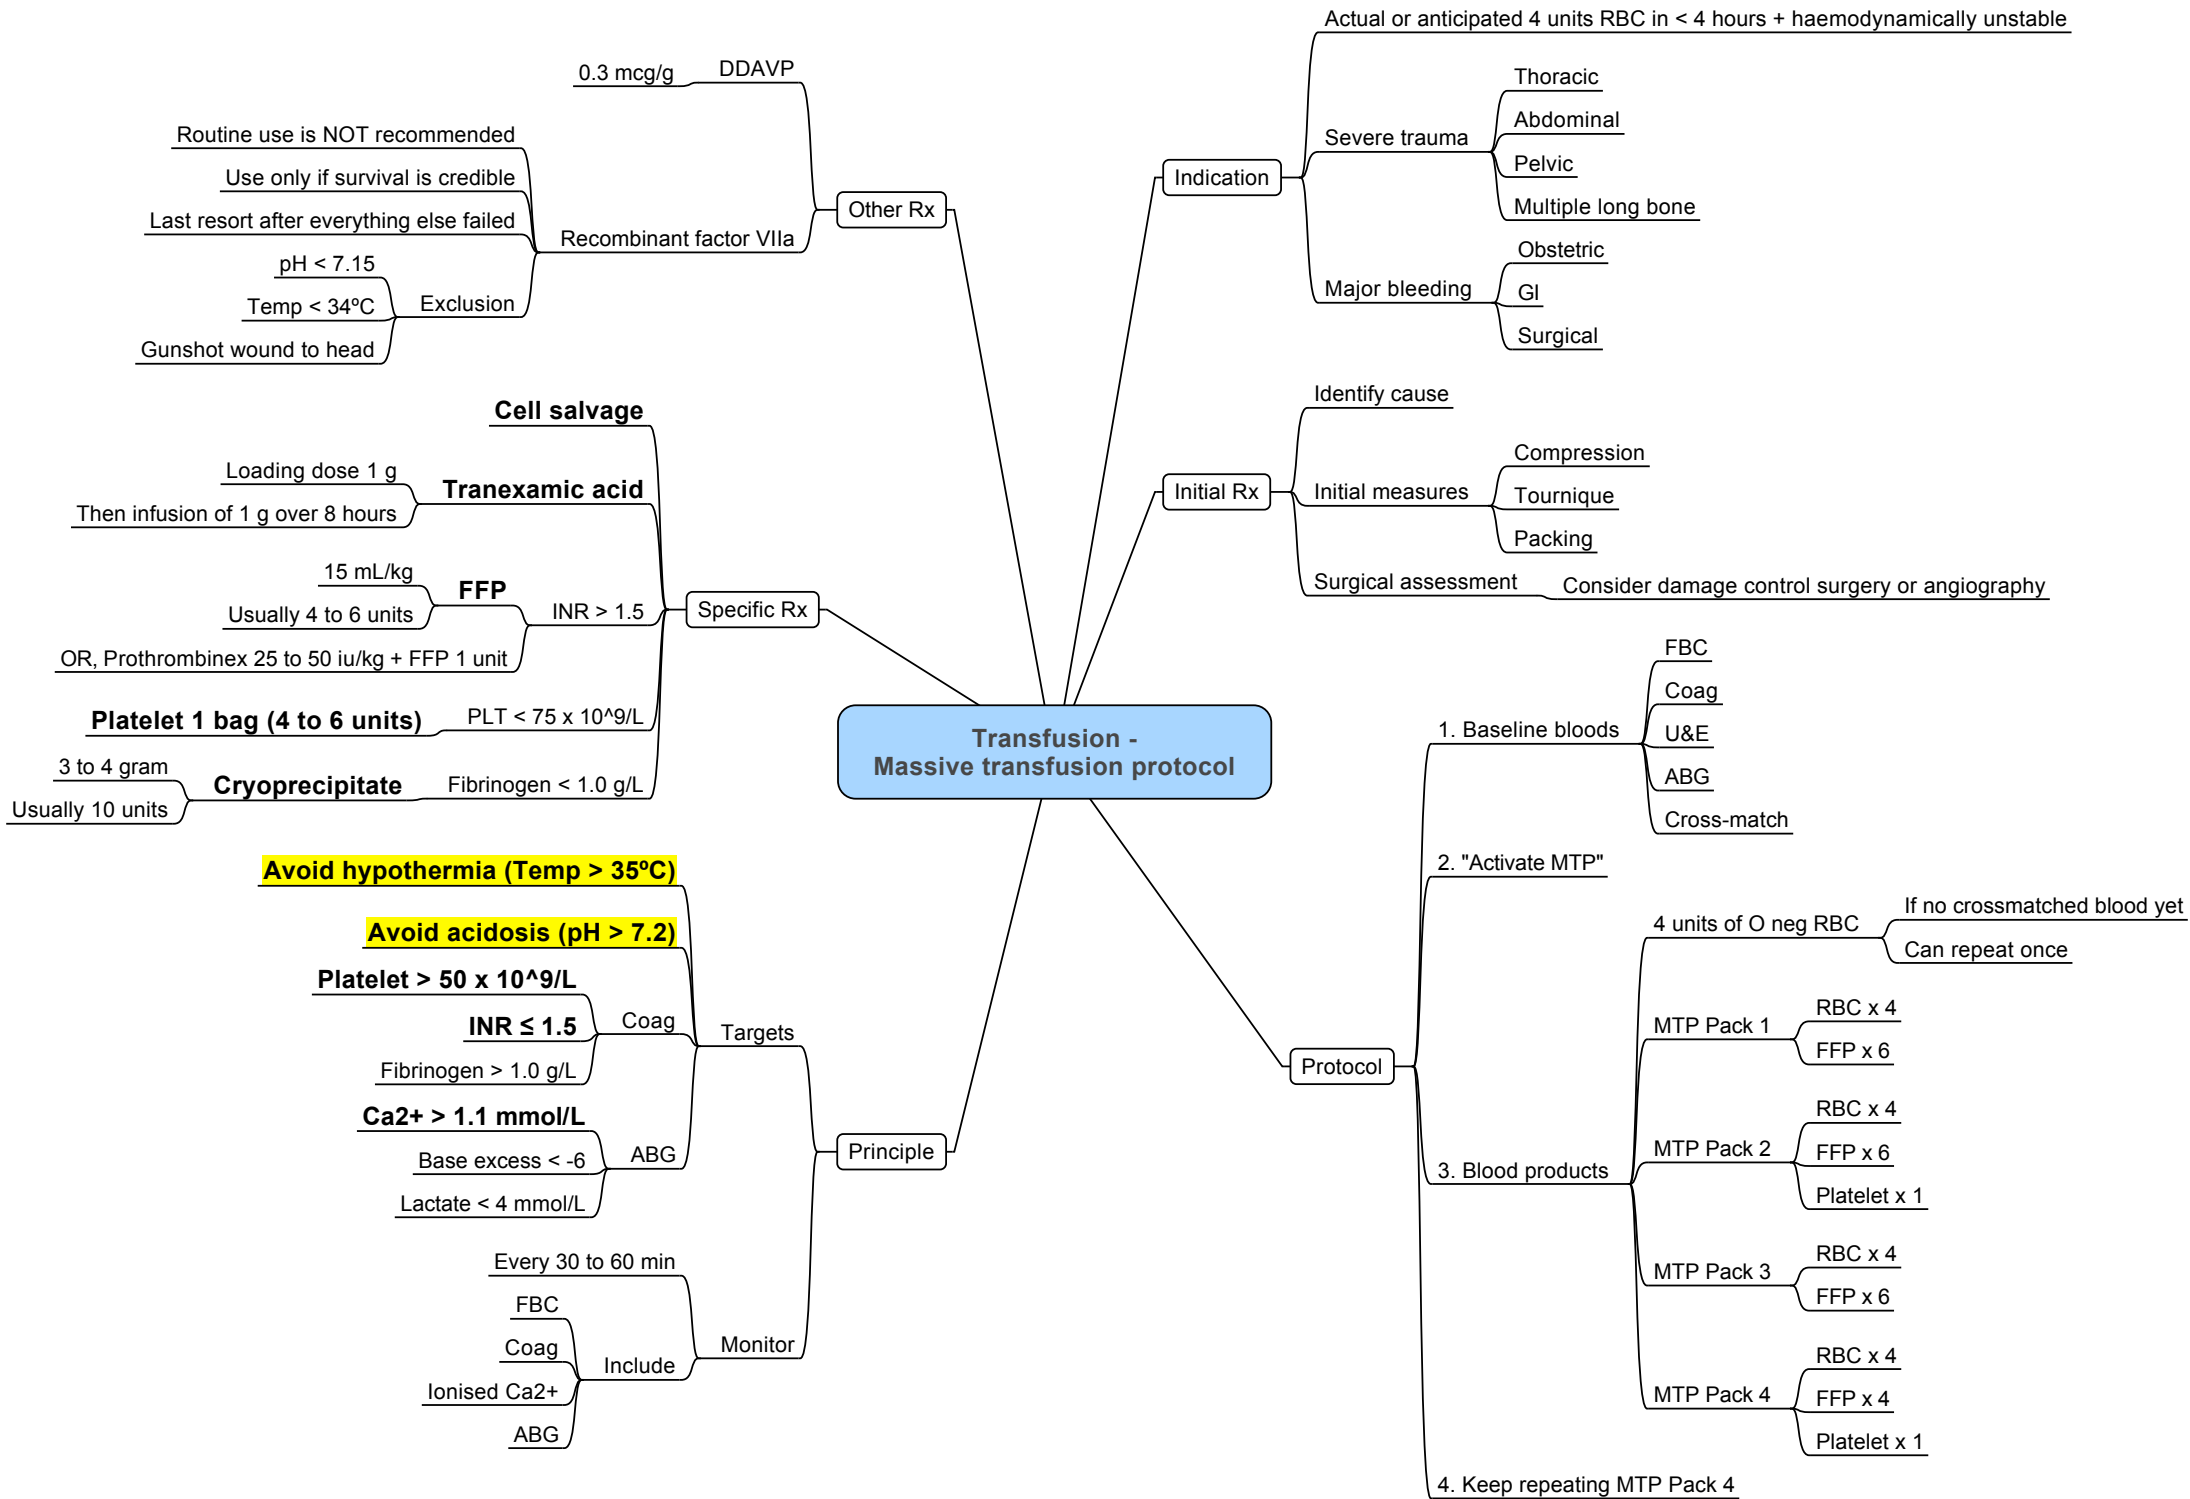 Transfusion -
Massive transfusion protocol
Indication
Actual or anticipated 4 units RBC in < 4 hours + haemodynamically unstable
Severe trauma
Thoracic
Abdominal
Pelvic
Multiple long bone
Major bleeding
Obstetric
GI
Surgical
Initial Rx
Identify cause
Initial measures
Compression
Tournique
Packing
Surgical assessment
Consider damage control surgery or angiography
Protocol
1. Baseline bloods
FBC
Coag
U&E
ABG
Cross-match
2. "Activate MTP"
3. Blood products
4 units of O neg RBC
If no crossmatched blood yet
Can repeat once
MTP Pack 1
RBC x 4
FFP x 6
MTP Pack 2
RBC x 4
FFP x 6
Platelet x 1
MTP Pack 3
RBC x 4
FFP x 6
MTP Pack 4
RBC x 4
FFP x 4
Platelet x 1
4. Keep repeating MTP Pack 4
Other Rx
DDAVP
0.3 mcg/g
Recombinant factor VIIa
Routine use is NOT recommended
Use only if survival is credible
Last resort after everything else failed
Exclusion
pH < 7.15
Temp < 34ºC
Gunshot wound to head
Specific Rx
Cell salvage
Tranexamic acid
Loading dose 1 g
Then infusion of 1 g over 8 hours
INR > 1.5
FFP
15 mL/kg
Usually 4 to 6 units
OR, Prothrombinex 25 to 50 iu/kg + FFP 1 unit
PLT < 75 x 10^9/L
Platelet 1 bag (4 to 6 units)
Fibrinogen < 1.0 g/L
Cryoprecipitate
3 to 4 gram
Usually 10 units
Principle
Targets
Avoid hypothermia (Temp > 35ºC)
Avoid acidosis (pH > 7.2)
Coag
Platelet > 50 x 10^9/L
INR ≤ 1.5
Fibrinogen > 1.0 g/L
ABG
Ca2+ > 1.1 mmol/L
Base excess < -6
Lactate < 4 mmol/L
Monitor
Every 30 to 60 min
Include
FBC
Coag
Ionised Ca2+
ABG